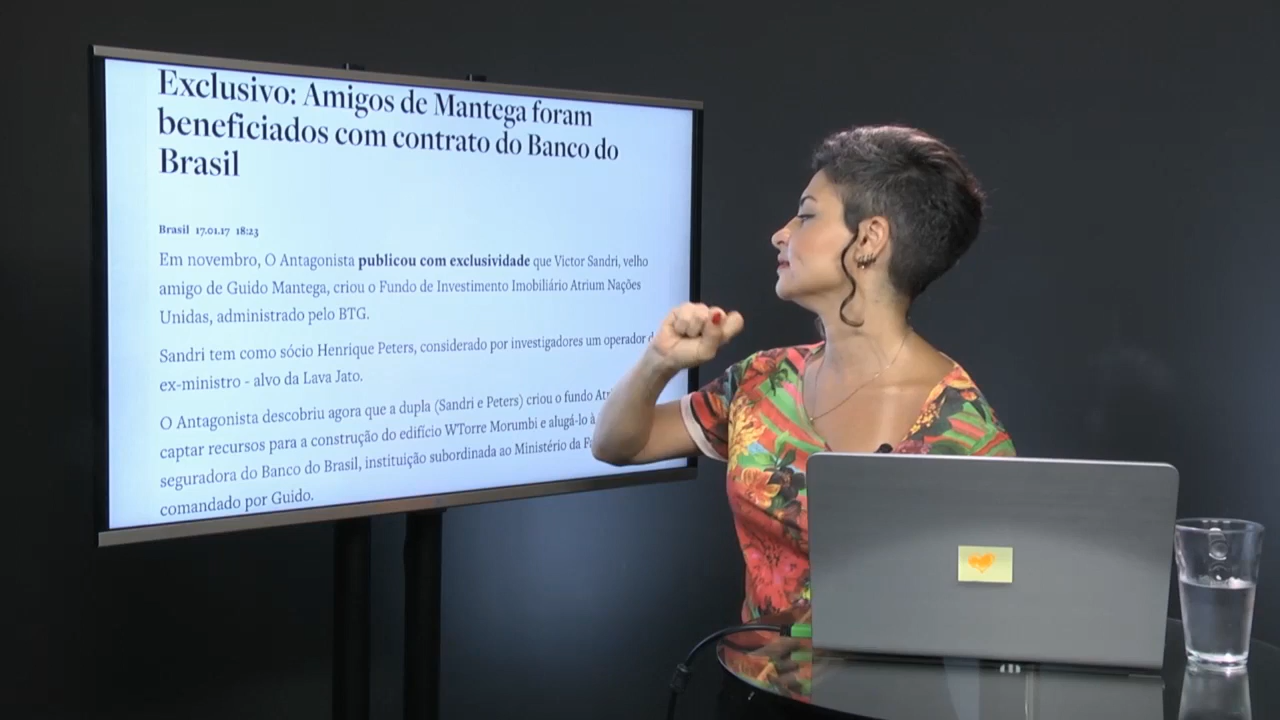 Exclusivo: Amigos de Mantega foram
beneficiados com contrato do Banco do
Brasil
Brasil 17.01.17 18:23
Em novembro, O Antagonista publicou com exclusividade que Victor Sandri, velho
amigo de Guido Mantega, criou o Fundo de Investimento Imobiliário Atrium Nações
Unidas, administrado pelo BTG.
Sandri tem como sócio Henrique Peters, considerado por investigadores um operador
ex-ministro - alvo da Lava Jato.
O Antagonista descobriu agora que a dupla (Sandri e Peters) criou o fundo
captar recursos para a construção do edifício WTorre Morumbi e alugá-lo à
seguradora do Banco do Brasil, instituição subordinada ao Ministério da
comandado por Guido.